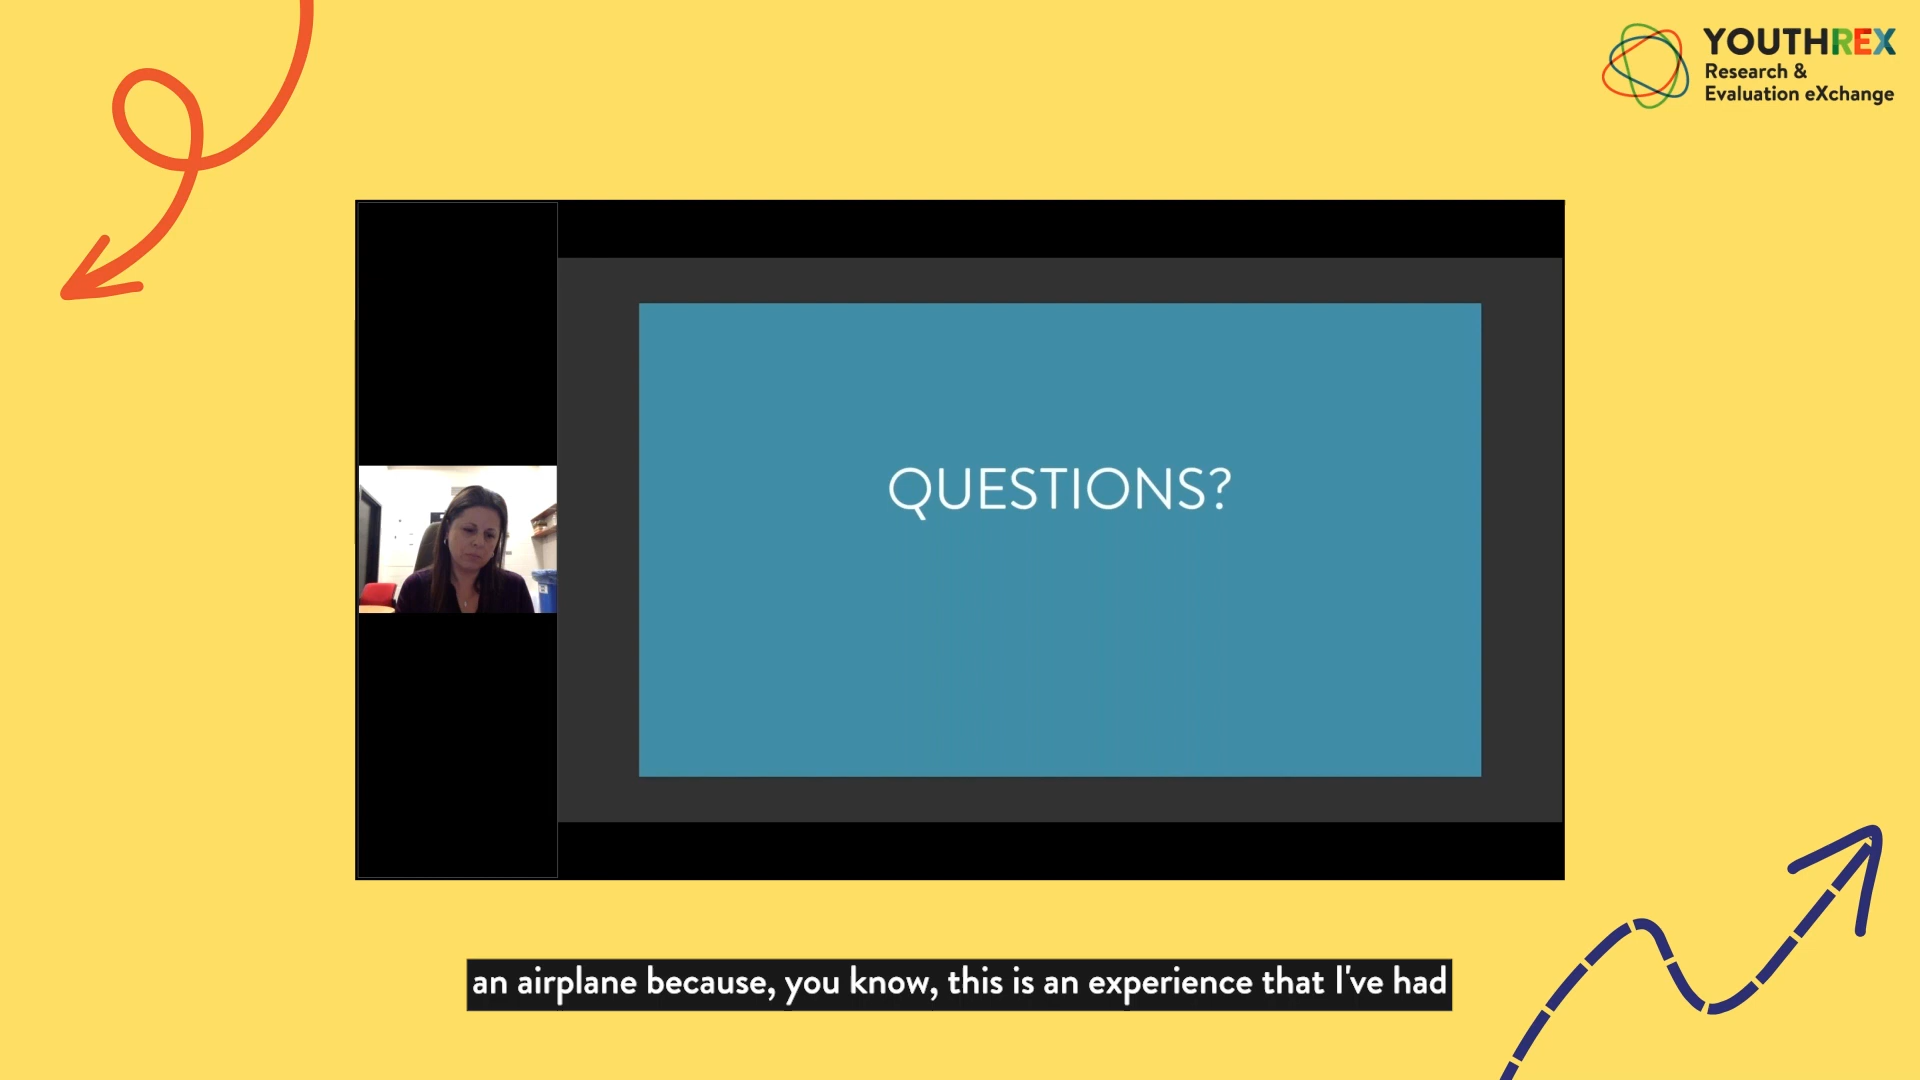 YOUTHREX
Research &
Evaluation eXchange
QUESTIONS?
an airplane because, you know, this is an experience that I've had